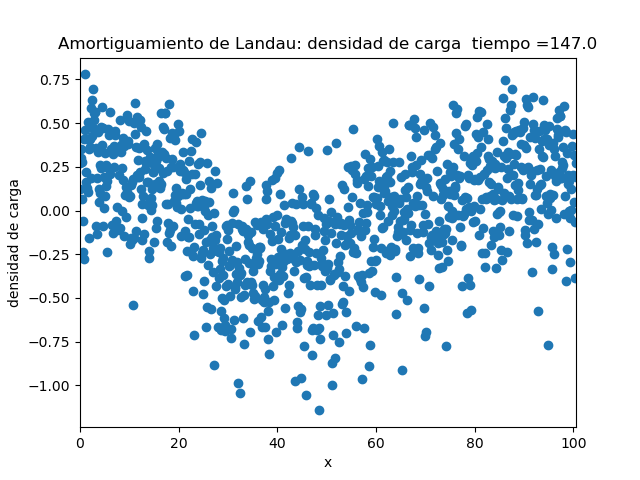 Amortiguamiento de Landau: densidad de carga  tiempo =147.0
densidad de carga
0.75
0.50
0.25
0.00
−0.25
−0.50
−0.75
−1.00
0 20 40 60 80 100
x